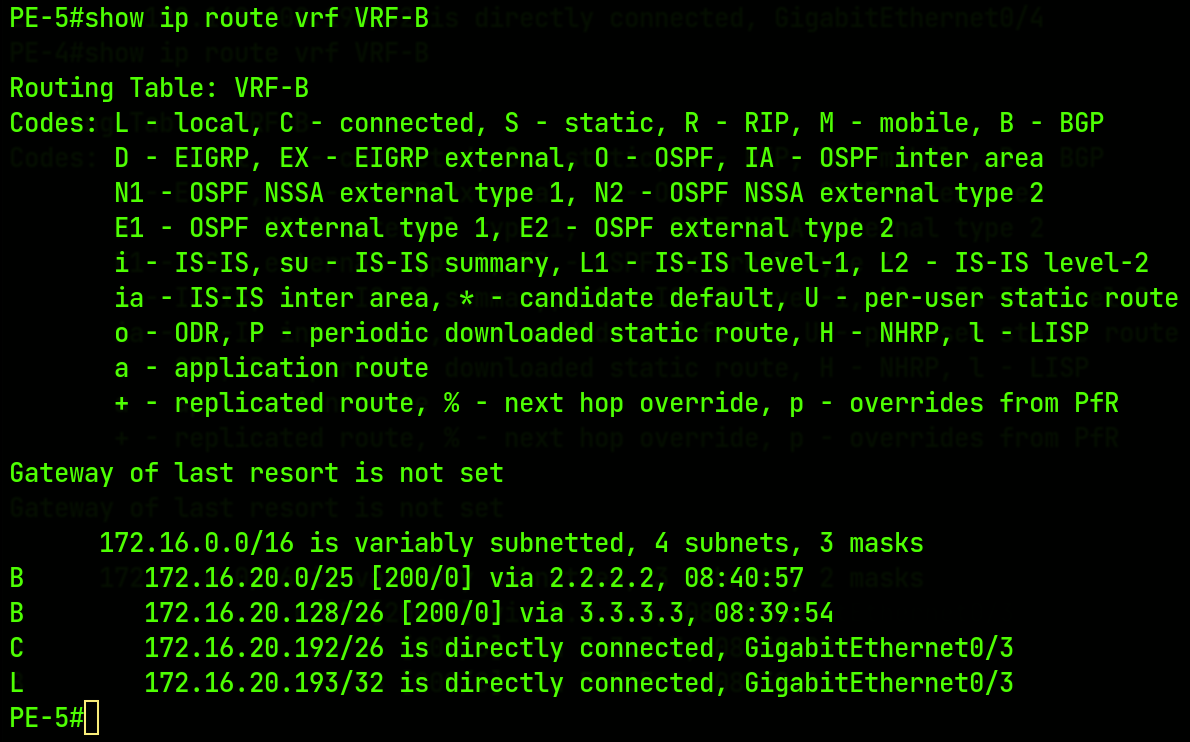 PE-5#show ip route vrf VRF-B

Routing Table: VRF-B
Codes: L - local, C - connected, S - static, R - RIP, M - mobile, B - BGP
       D - EIGRP, EX - EIGRP external, O - OSPF, IA - OSPF inter area
       N1 - OSPF NSSA external type 1, N2 - OSPF NSSA external type 2
       E1 - OSPF external type 1, E2 - OSPF external type 2
       i - IS-IS, su - IS-IS summary, L1 - IS-IS level-1, L2 - IS-IS level-2
       ia - IS-IS inter area, * - candidate default, U - per-user static route
       o - ODR, P - periodic downloaded static route, H - NHRP, l - LISP
       a - application route
       + - replicated route, % - next hop override, p - overrides from PfR

Gateway of last resort is not set

      172.16.0.0/16 is variably subnetted, 4 subnets, 3 masks
B        172.16.20.0/25 [200/0] via 2.2.2.2, 08:40:57
B        172.16.20.128/26 [200/0] via 3.3.3.3, 08:39:54
C        172.16.20.192/26 is directly connected, GigabitEthernet0/3
L        172.16.20.193/32 is directly connected, GigabitEthernet0/3
PE-5#